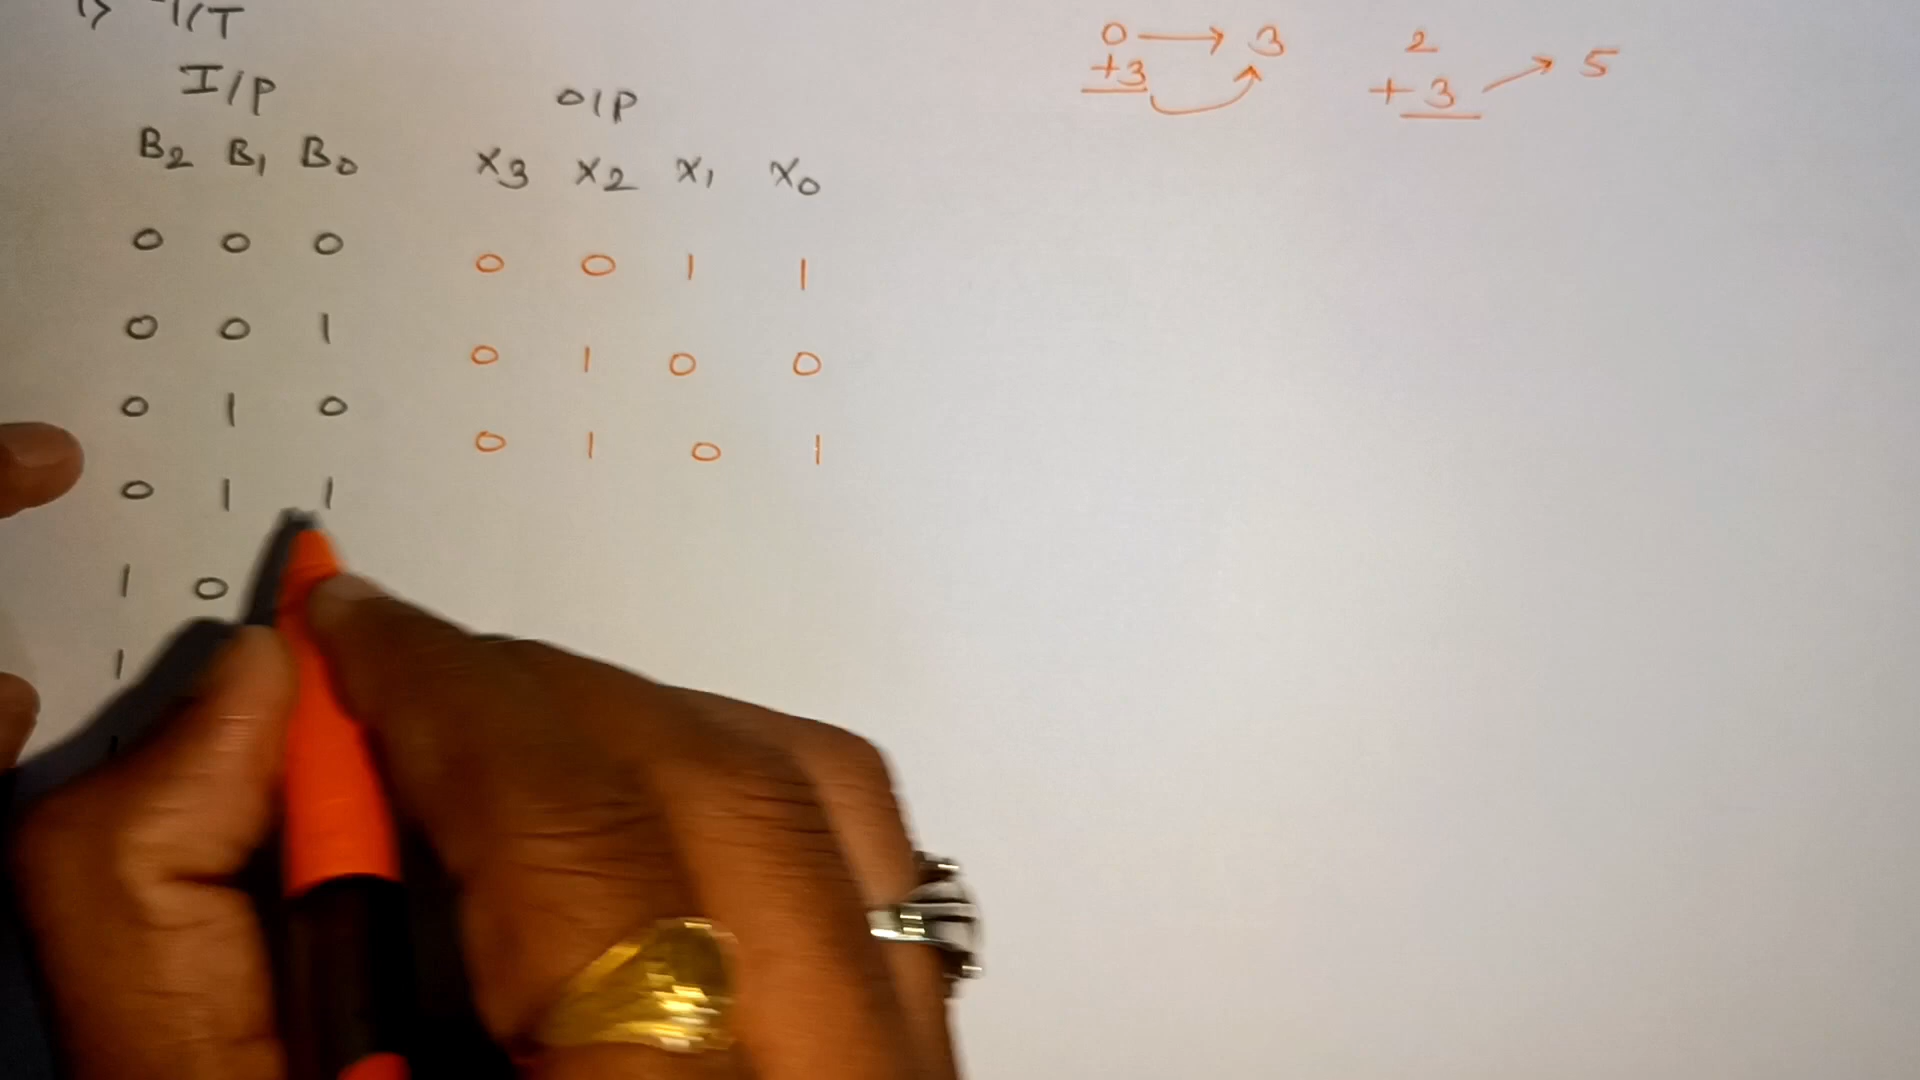 I/P O/P
B2 B1 B0 X3 X2 X1 X0
0 0 0 0 0 1 1
0 0 1 0 1 0 0
0 1 0 0 1 0 1
0 1 1
1 0
1
0 → 3 2
+3 + 3 → 5